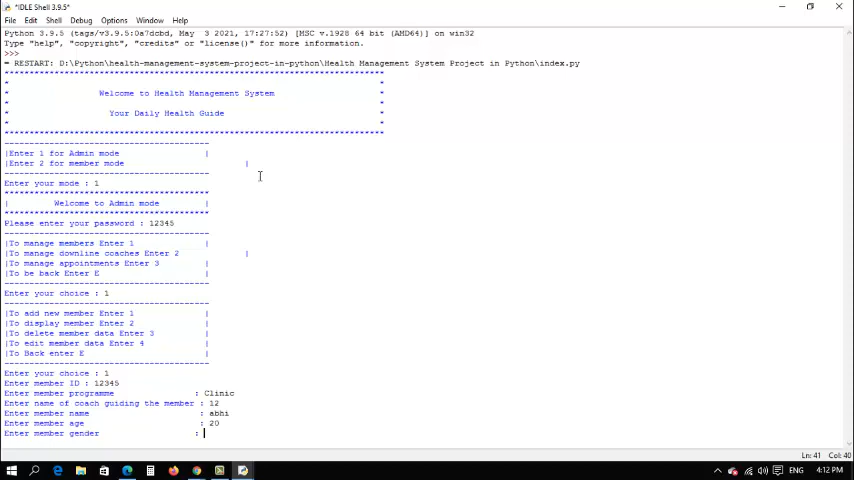 *IDLE Shell 3.9.5*
File Edit Shell Debug Options Window Help
Python 3.9.5 (tags/v3.9.5:0a7dcbd, May 3 2021, 17:27:52) [MSC v.1928 64 bit (AMD64)] on win32
Type "help", "copyright", "credits" or "license()" for more information.
>>>
= RESTART: D:\Python\health-management-system-project-in-python\Health Management System Project in Python\index.py
**************************************************************************
* *
* Welcome to Health Management System *
* *
* Your Daily Health Guide *
* *
**************************************************************************
----------------------------------------
|Enter 1 for Admin mode |
|Enter 2 for member mode |
----------------------------------------
Enter your mode : 1
****************************************
| Welcome to Admin mode |
****************************************
Please enter your password : 12345
----------------------------------------
|To manage members Enter 1 |
|To manage downline coaches Enter 2 |
|To manage appointments Enter 3 |
|To be back Enter E |
----------------------------------------
Enter your choice : 1
----------------------------------------
|To add new member Enter 1 |
|To display member Enter 2 |
|To delete member data Enter 3 |
|To edit member data Enter 4 |
|To Back enter E |
----------------------------------------
Enter your choice : 1
Enter member ID : 12345
Enter member programme : Clinic
Enter name of coach guiding the member : 12
Enter member name : abhi
Enter member age : 20
Enter member gender :
Ln: 41 Col: 40
ENG 4:12 PM